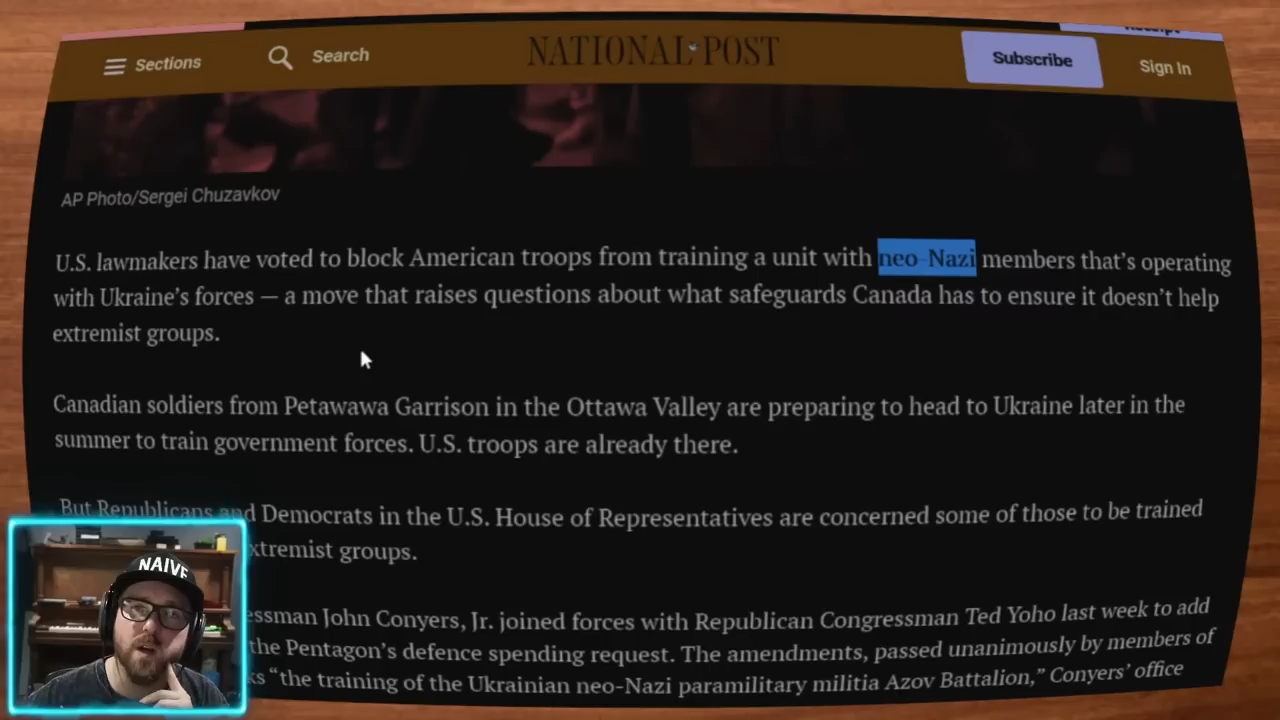 Sections Search NATIONAL POST Subscribe Sign In
AP Photo/Sergei Chuzavkov
U.S. lawmakers have voted to block American troops from training a unit with neo-Nazi members that's operating
with Ukraine's forces — a move that raises questions about what safeguards Canada has to ensure it doesn't help
extremist groups.
Canadian soldiers from Petawawa Garrison in the Ottawa Valley are preparing to head to Ukraine later in the
summer to train government forces. U.S. troops are already there.
But Republicans and Democrats in the U.S. House of Representatives are concerned some of those to be trained
extremist groups.
John Conyers, Jr. joined forces with Republican Congressman Ted Yoho last week to add
the Pentagon's defence spending request. The amendments, passed unanimously by members of
"the training of the Ukrainian neo-Nazi paramilitary militia Azov Battalion," Conyers' office
NAIVE